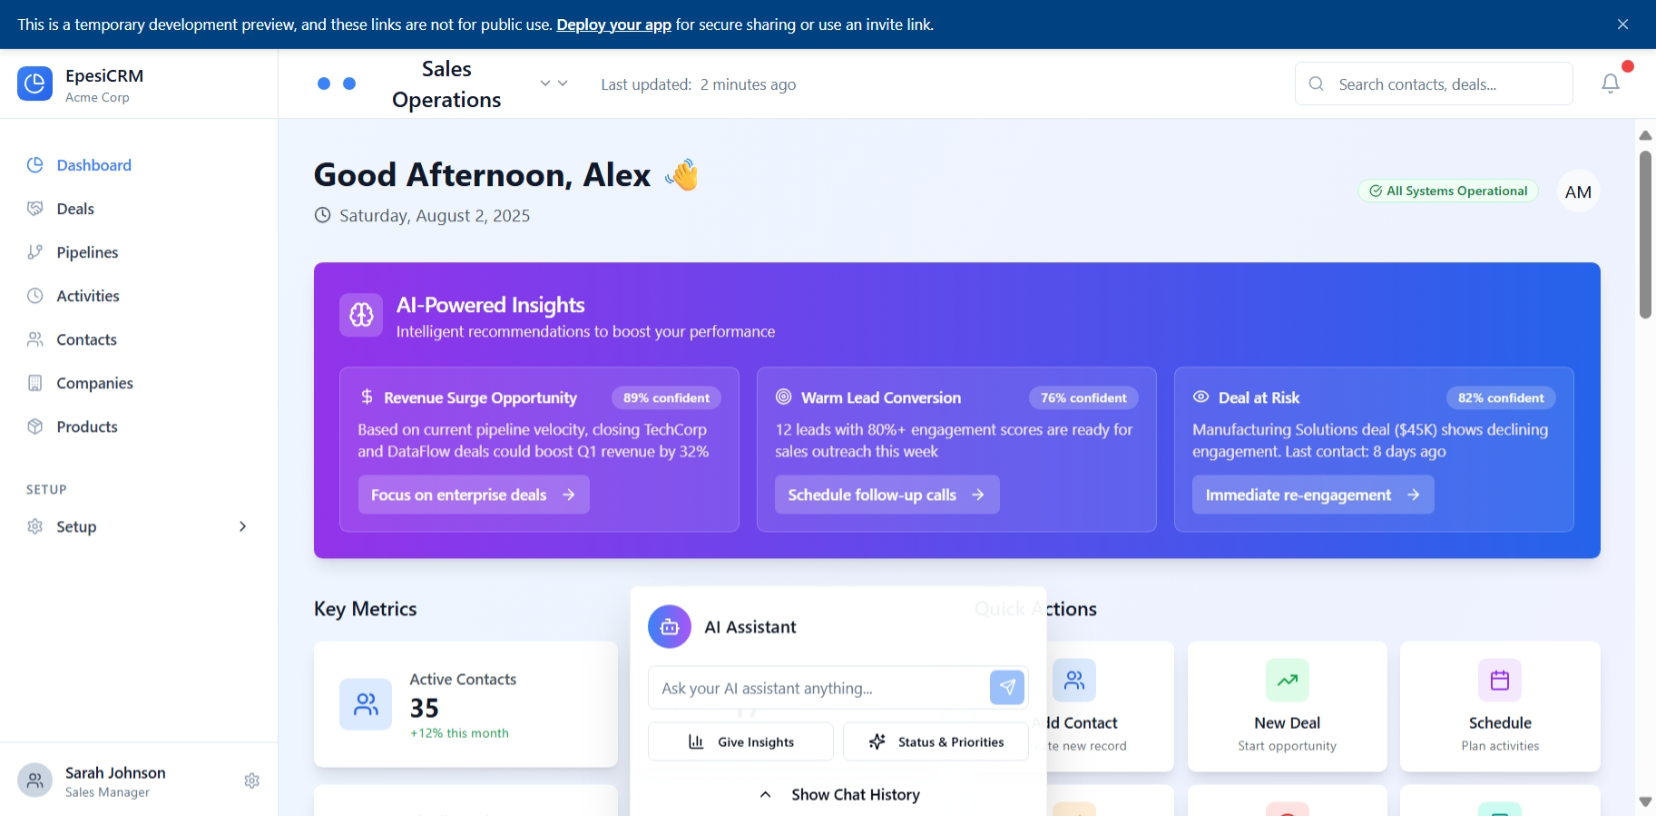 This is a temporary development preview, and these links are not for public use. Deploy your app for secure sharing or use an invite link.
EpesiCRM
Acme Corp
Sales
Operations
Last updated: 2 minutes ago
Search contacts, deals...
Dashboard
Deals
Pipelines
Activities
Contacts
Companies
Products
SETUP
Setup
Sarah Johnson
Sales Manager
Good Afternoon, Alex 👋
Saturday, August 2, 2025
All Systems Operational
AM
AI-Powered Insights
Intelligent recommendations to boost your performance
Revenue Surge Opportunity
89% confident
Based on current pipeline velocity, closing TechCorp
and DataFlow deals could boost Q1 revenue by 32%
Focus on enterprise deals
Warm Lead Conversion
76% confident
12 leads with 80%+ engagement scores are ready for
sales outreach this week
Schedule follow-up calls
Deal at Risk
82% confident
Manufacturing Solutions deal ($45K) shows declining
engagement. Last contact: 8 days ago
Immediate re-engagement
Key Metrics
Active Contacts
35
+12% this month
AI Assistant
Ask your AI assistant anything...
Give Insights
Status & Priorities
Show Chat History
Quick Actions
dd Contact
te new record
New Deal
Start opportunity
Schedule
Plan activities